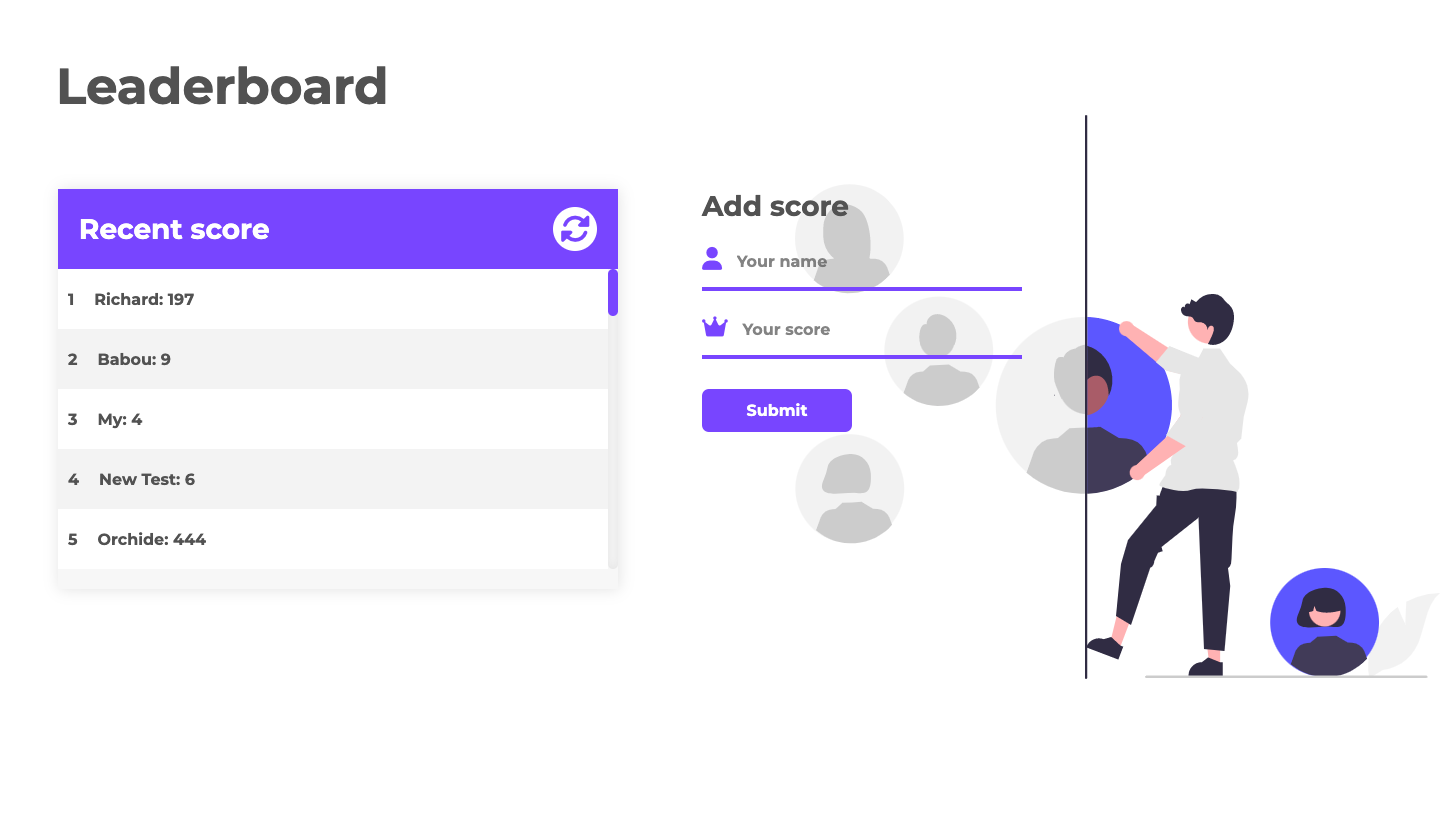 Leaderboard
Recent score
1 Richard: 197
2 Babou: 9
3 My: 4
4 New Test: 6
5 Orchide: 444
Add score
Your name
Your score
Submit